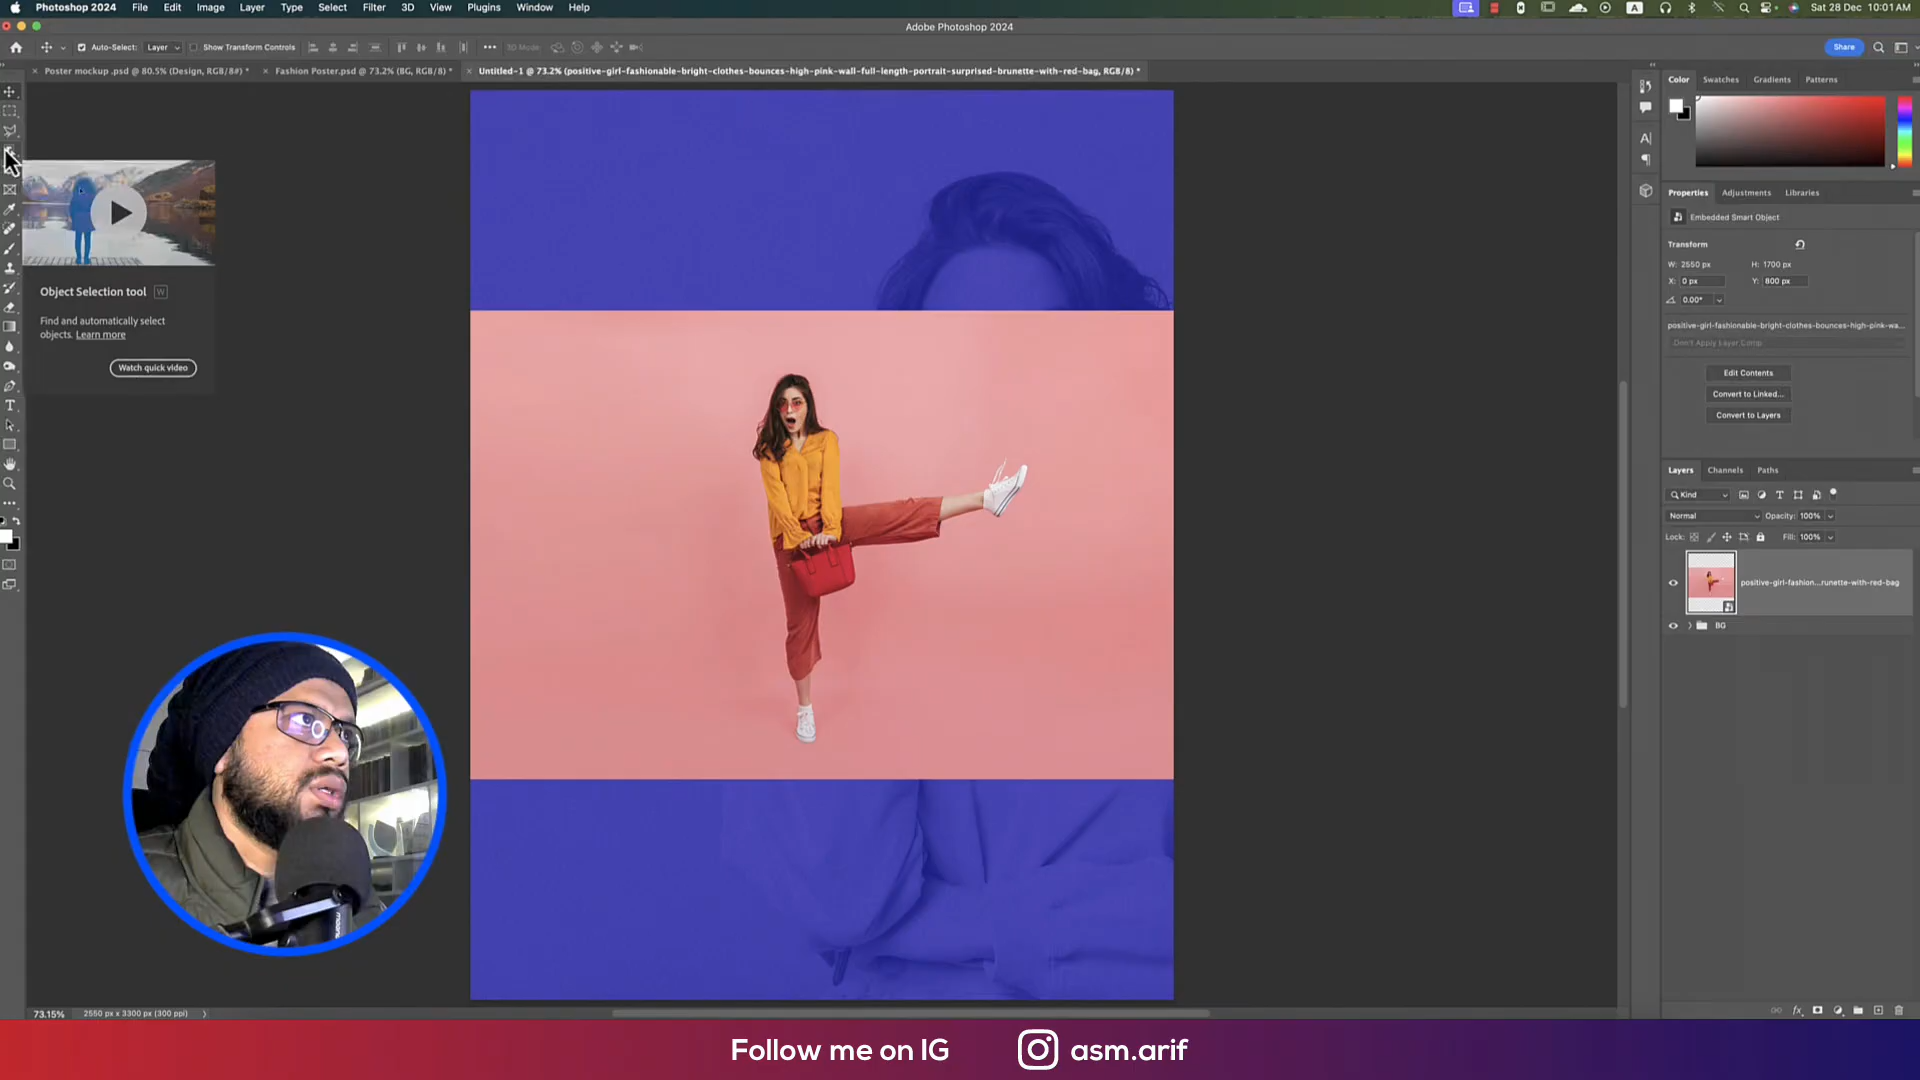 Photoshop 2024 File Edit Image Layer Type Select Filter 3D View Plugins Window Help
Sat 28 Dec 10:01 AM
Adobe Photoshop 2024
Auto-Select: Layer Show Transform Controls
3D Mode:
Share
Poster mockup .psd @ 80.5% (Design, RGB/8#) *
Fashion Poster.psd @ 73.2% (BG, RGB/8) *
Untitled-1 @ 73.2% (positive-girl-fashionable-bright-clothes-bounces-high-pink-wall-full-length-portrait-surprised-brunette-with-red-bag, RGB/8) *
Color Swatches Gradients Patterns
Object Selection tool W
Find and automatically select
objects. Learn more
Watch quick video
Properties Adjustments Libraries
Embedded Smart Object
Transform
W: 2550 px H: 1700 px
X: 0 px Y: 800 px
0.00°
positive-girl-fashionable-bright-clothes-bounces-high-pink-wa...
Don't Apply Layer Comp
Edit Contents
Convert to Linked...
Convert to Layers
Layers Channels Paths
Kind
Normal Opacity: 100%
Lock: Fill: 100%
positive-girl-fashion...runette-with-red-bag
BG
73.15% 2550 px x 3300 px (300 ppi)
Follow me on IG asm.arif